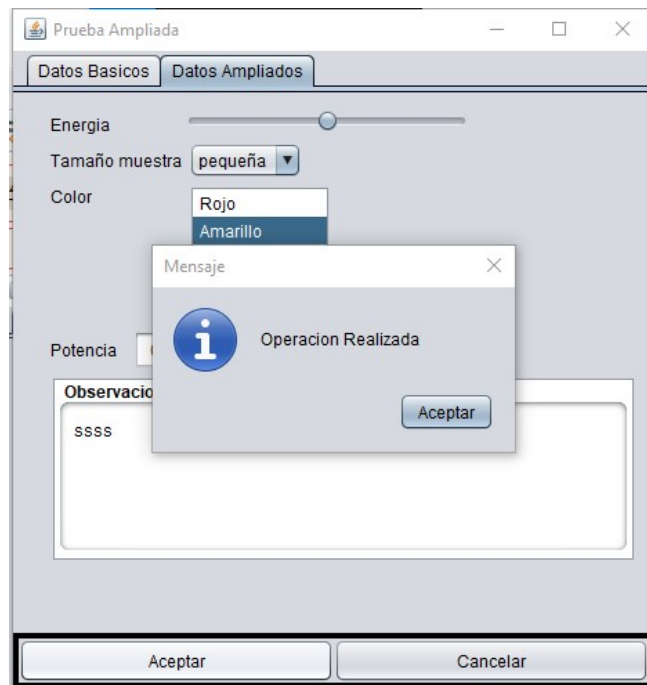 Prueba Ampliada
Datos Basicos Datos Ampliados
Energia
Tamaño muestra pequeña
Color Rojo
Amarillo
Mensaje
Operacion Realizada
Aceptar
Potencia
Observacio
ssss
Aceptar Cancelar